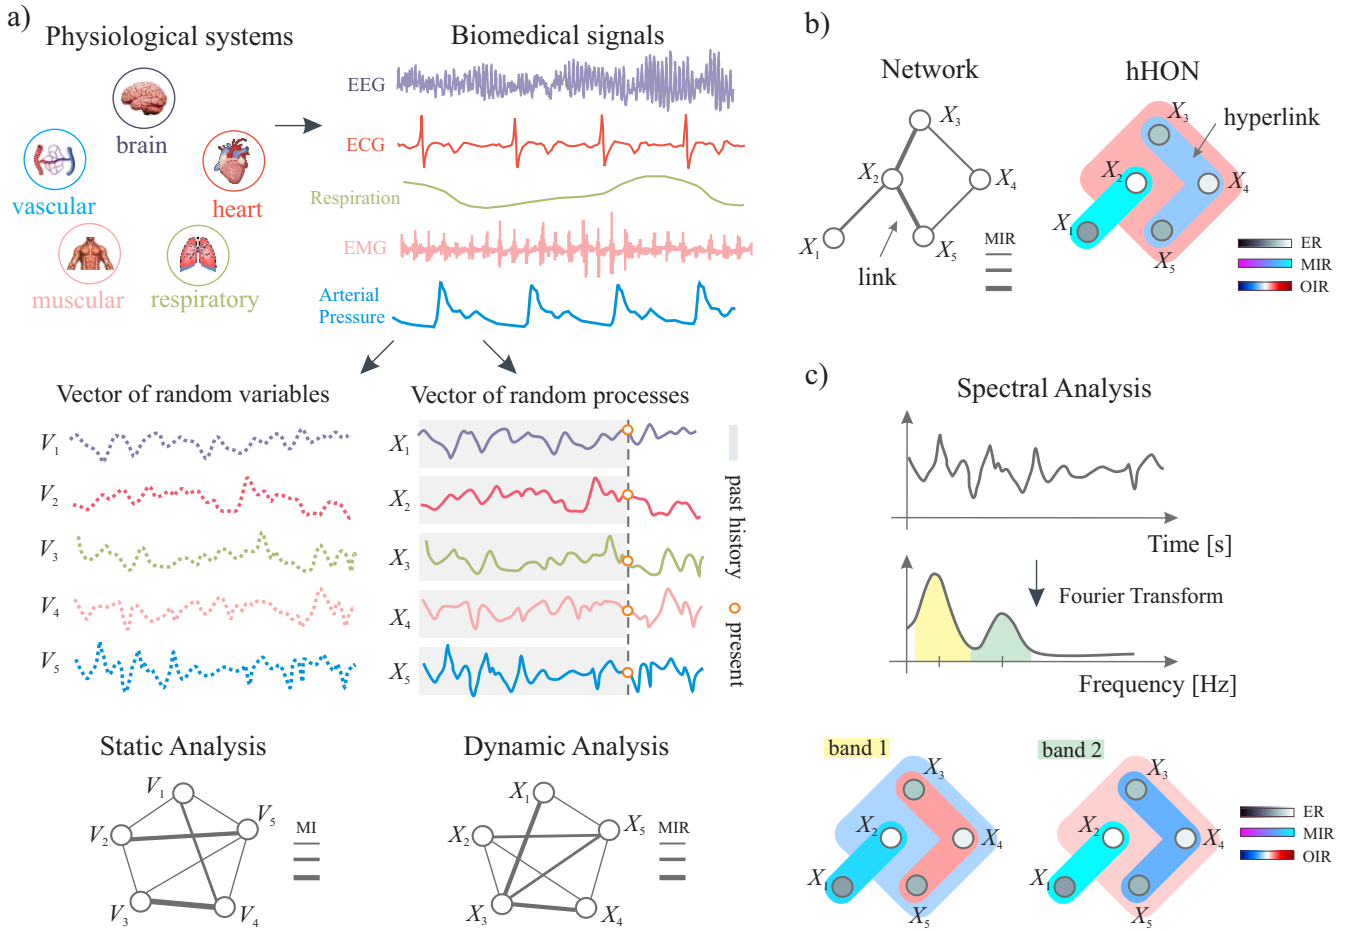 a)
Physiological systems
brain
vascular
heart
muscular
respiratory
Biomedical signals
EEG
ECG
Respiration
EMG
Arterial
Pressure
Vector of random variables
V1
V2
V3
V4
V5
Vector of random processes
X1
X2
X3
X4
X5
past history
present
Static Analysis
V1
V2
V5
V3
V4
MI
Dynamic Analysis
X1
X2
X5
X3
X4
MIR
b)
Network
X3
X2
X4
X1
X5
link
MIR
hHON
X3
hyperlink
X2
X4
X1
X5
ER
MIR
OIR
c)
Spectral Analysis
Time [s]
Fourier Transform
Frequency [Hz]
band 1
X3
X2
X4
X1
X5
band 2
X3
X2
X4
X1
X5
ER
MIR
OIR